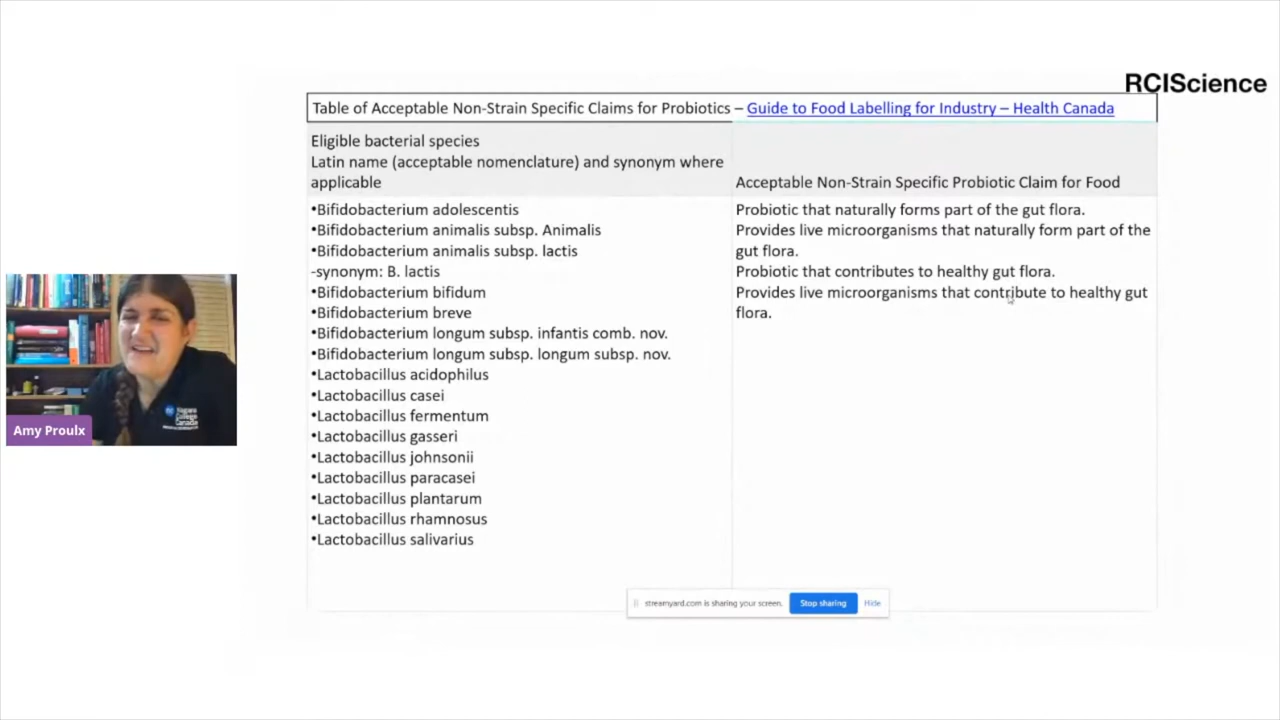 RCIScience
Table of Acceptable Non-Strain Specific Claims for Probiotics – Guide to Food Labelling for Industry – Health Canada
Eligible bacterial species
Latin name (acceptable nomenclature) and synonym where
applicable
Acceptable Non-Strain Specific Probiotic Claim for Food
•Bifidobacterium adolescentis
•Bifidobacterium animalis subsp. Animalis
•Bifidobacterium animalis subsp. lactis
-synonym: B. lactis
•Bifidobacterium bifidum
•Bifidobacterium breve
•Bifidobacterium longum subsp. infantis comb. nov.
•Bifidobacterium longum subsp. longum subsp. nov.
•Lactobacillus acidophilus
•Lactobacillus casei
•Lactobacillus fermentum
•Lactobacillus gasseri
•Lactobacillus johnsonii
•Lactobacillus paracasei
•Lactobacillus plantarum
•Lactobacillus rhamnosus
•Lactobacillus salivarius
Probiotic that naturally forms part of the gut flora.
Provides live microorganisms that naturally form part of the
gut flora.
Probiotic that contributes to healthy gut flora.
Provides live microorganisms that contribute to healthy gut
flora.
College
Canada
Amy Proulx
streamyard.com is sharing your screen.
Stop sharing
Hide